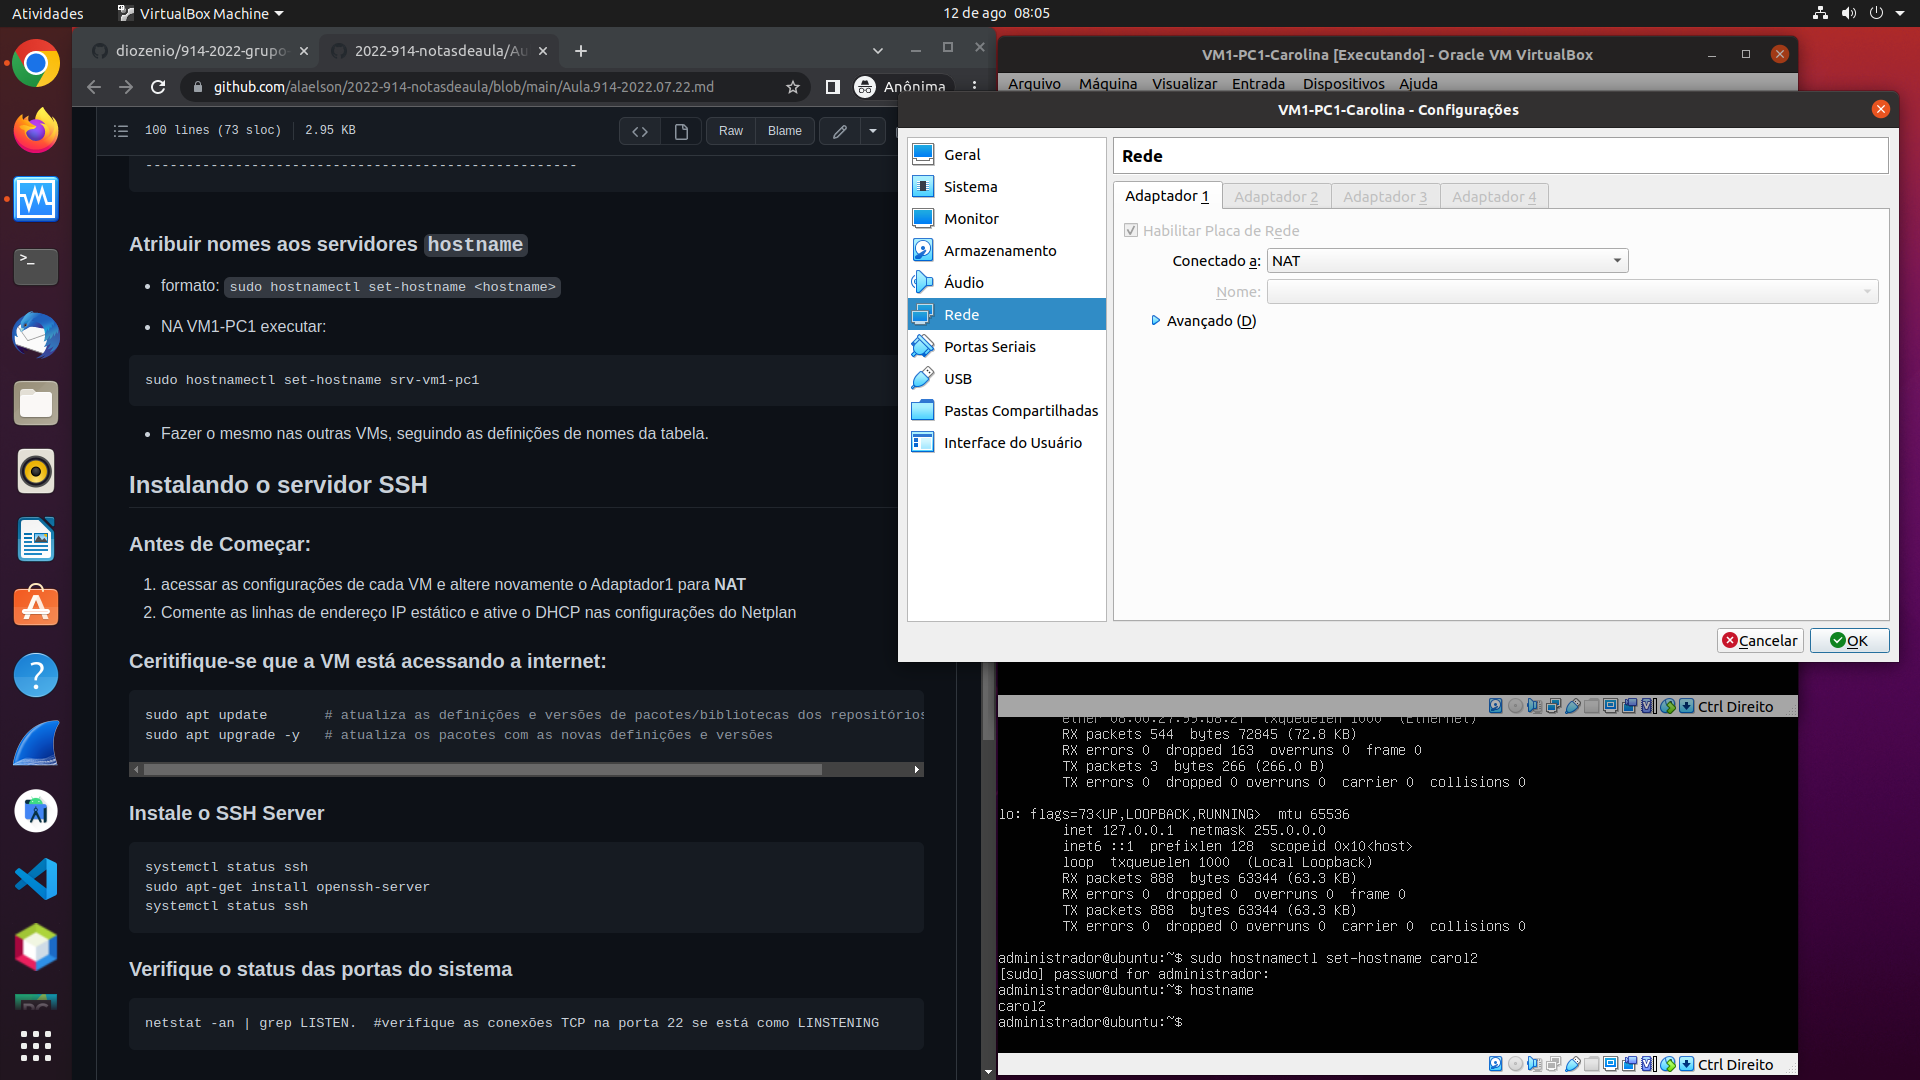 Atividades
VirtualBox Machine
12 de ago 08:05
diozenio/914-2022-grupo-
2022-914-notasdeaula/Au
github.com/alaelson/2022-914-notasdeaula/blob/main/Aula.914-2022.07.22.md
Anônima
100 lines (73 sloc) 2.95 KB
Raw
Blame
Atribuir nomes aos servidores hostname
• formato: sudo hostnamectl set-hostname <hostname>
• NA VM1-PC1 executar:
sudo hostnamectl set-hostname srv-vm1-pc1
• Fazer o mesmo nas outras VMs, seguindo as definições de nomes da tabela.
Instalando o servidor SSH
Antes de Começar:
1. acessar as configurações de cada VM e altere novamente o Adaptador1 para NAT
2. Comente as linhas de endereço IP estático e ative o DHCP nas configurações do Netplan
Ceritifique-se que a VM está acessando a internet:
sudo apt update # atualiza as definições e versões de pacotes/bibliotecas dos repositórios
sudo apt upgrade -y # atualiza os pacotes com as novas definições e versões
Instale o SSH Server
systemctl status ssh
sudo apt-get install openssh-server
systemctl status ssh
Verifique o status das portas do sistema
netstat -an | grep LISTEN. #verifique as conexões TCP na porta 22 se está como LINSTENING
VM1-PC1-Carolina [Executando] - Oracle VM VirtualBox
Arquivo Máquina Visualizar Entrada Dispositivos Ajuda
VM1-PC1-Carolina - Configurações
Geral
Sistema
Monitor
Armazenamento
Áudio
Rede
Portas Seriais
USB
Pastas Compartilhadas
Interface do Usuário
Rede
Adaptador 1
Adaptador 2
Adaptador 3
Adaptador 4
Habilitar Placa de Rede
Conectado a: NAT
Nome:
Avançado (D)
Cancelar
OK
Ctrl Direito
ether 08:00:27:99:b8:2f txqueuelen 1000 (Ethernet)
RX packets 544 bytes 72845 (72.8 KB)
RX errors 0 dropped 163 overruns 0 frame 0
TX packets 3 bytes 266 (266.0 B)
TX errors 0 dropped 0 overruns 0 carrier 0 collisions 0
lo: flags=73<UP,LOOPBACK,RUNNING> mtu 65536
inet 127.0.0.1 netmask 255.0.0.0
inet6 ::1 prefixlen 128 scopeid 0x10<host>
loop txqueuelen 1000 (Local Loopback)
RX packets 888 bytes 63344 (63.3 KB)
RX errors 0 dropped 0 overruns 0 frame 0
TX packets 888 bytes 63344 (63.3 KB)
TX errors 0 dropped 0 overruns 0 carrier 0 collisions 0
administrador@ubuntu:~$ sudo hostnamectl set-hostname carol2
[sudo] password for administrador:
administrador@ubuntu:~$ hostname
carol2
administrador@ubuntu:~$
Ctrl Direito